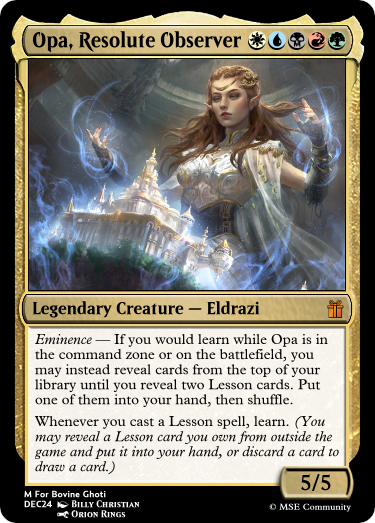 Opa, Resolute Observer
Legendary Creature — Eldrazi
Eminence — If you would learn while Opa is in
the command zone or on the battlefield, you
may instead reveal cards from the top of your
library until you reveal two Lesson cards. Put
one of them into your hand, then shuffle.
Whenever you cast a Lesson spell, learn. (You
may reveal a Lesson card you own from outside
the game and put it into your hand, or discard a card to
draw a card.)
5/5
M For Bovine Ghoti
DEC24 Billy Christian
Orion Rings
© MSE Community